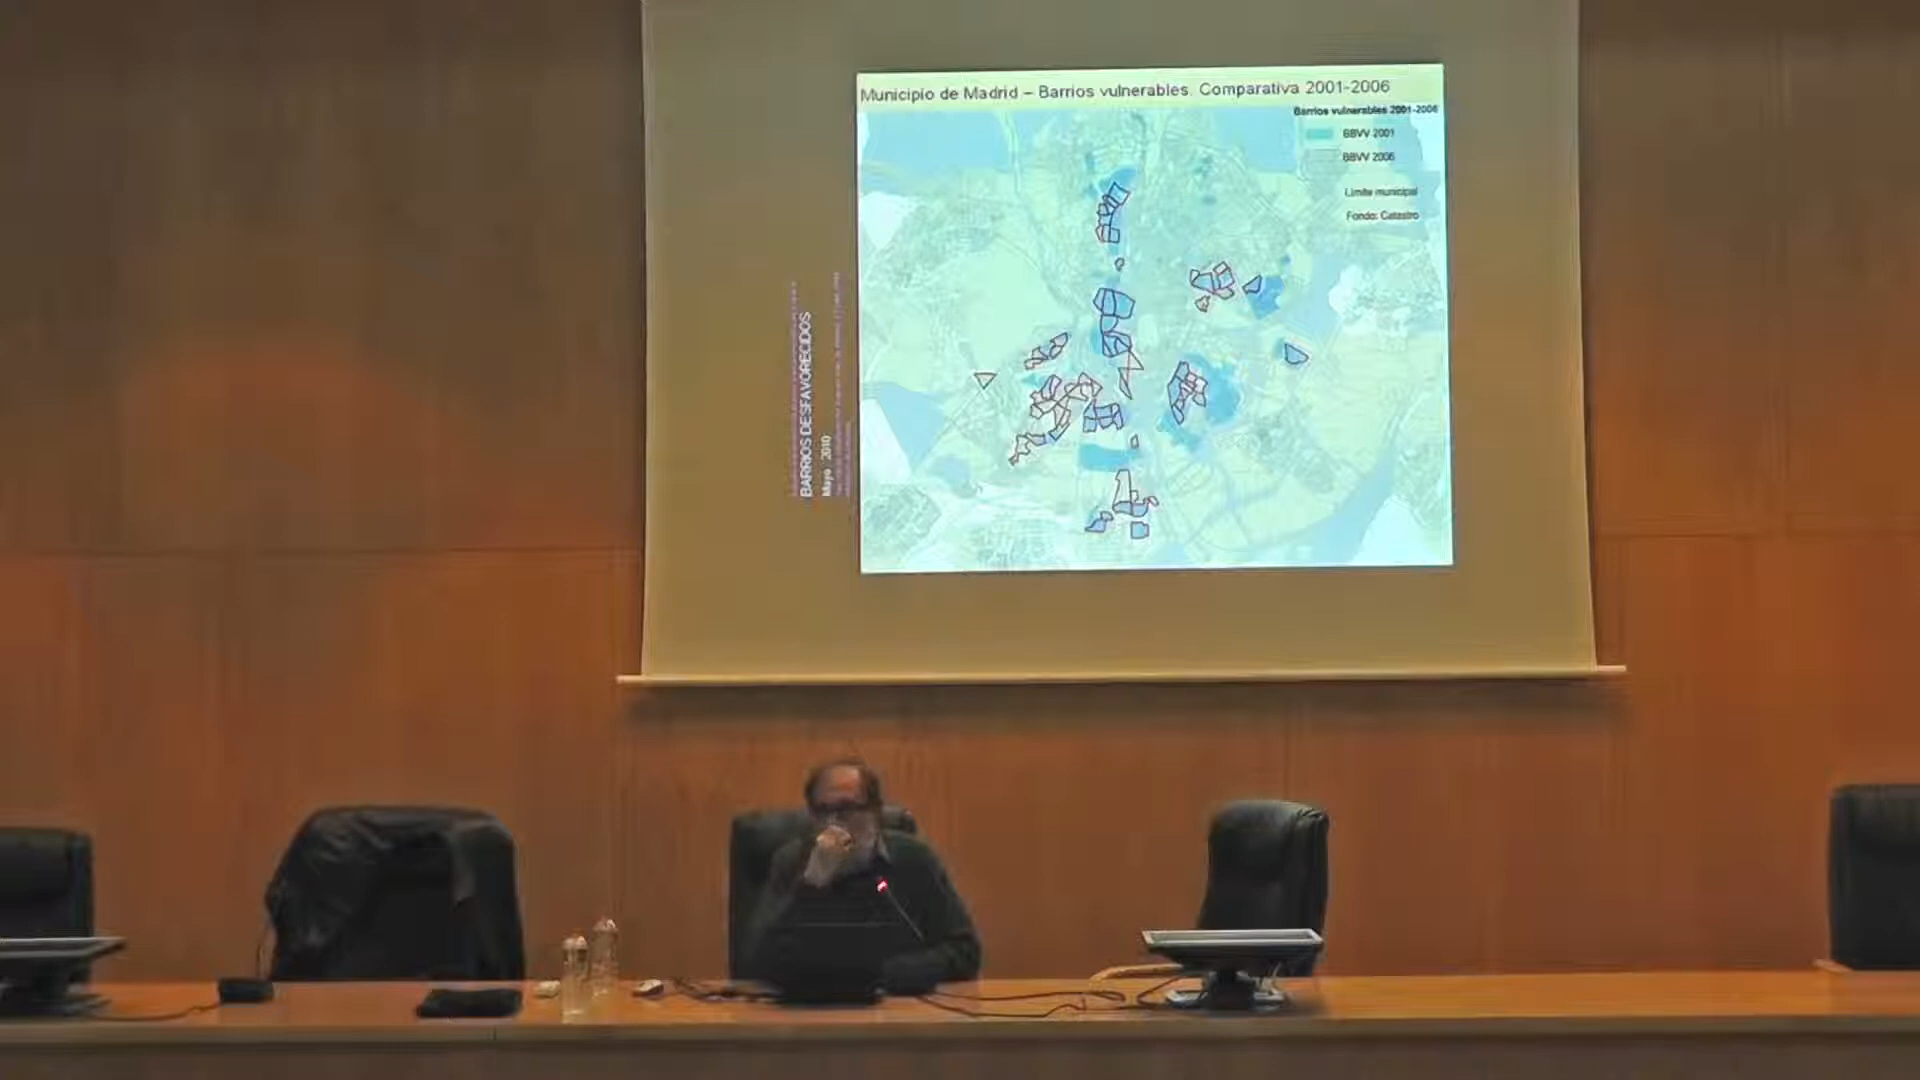 Municipio de Madrid – Barrios vulnerables. Comparativa 2001-2006
Barrios vulnerables 2001-2006
BBVV 2001
BBVV 2006
Limite municipal
Fondo: Catastro
BARRIOS DESFAVORECIDOS
Mayo 2010